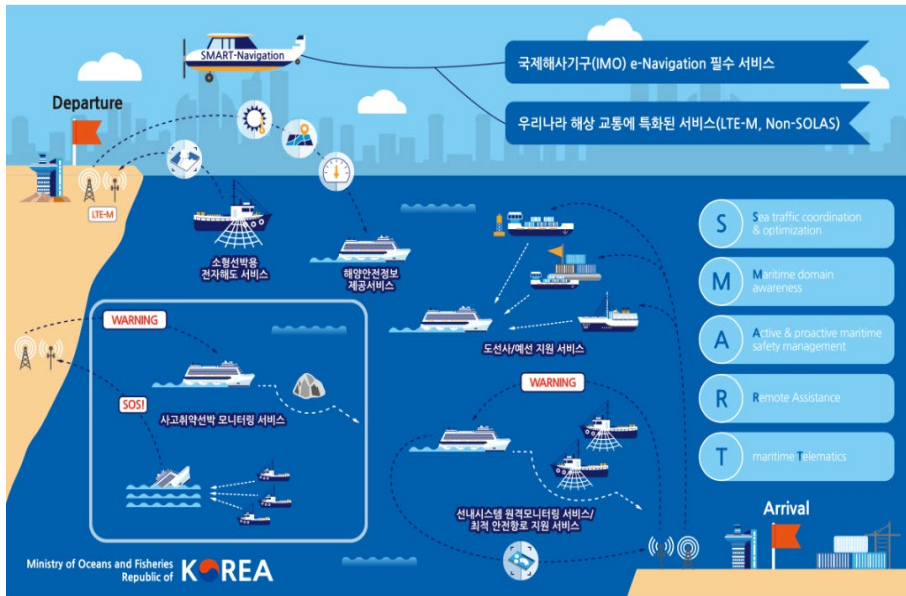 SMART-Navigation
국제해사기구(IMO) e-Navigation 필수 서비스
우리나라 해상 교통에 특화된 서비스(LTE-M, Non-SOLAS)
Departure
LTE-M
소형선박용
전자해도 서비스
해양안전정보
제공서비스
도선사/예선 지원 서비스
S
Sea traffic coordination
& optimization
M
Maritime domain
awareness
A
Active & proactive maritime
safety management
R
Remote Assistance
T
maritime Telematics
WARNING
SOS!
사고취약선박 모니터링 서비스
WARNING
선내시스템 원격모니터링 서비스/
최적 안전항로 지원 서비스
Arrival
Ministry of Oceans and Fisheries
Republic of
KOREA